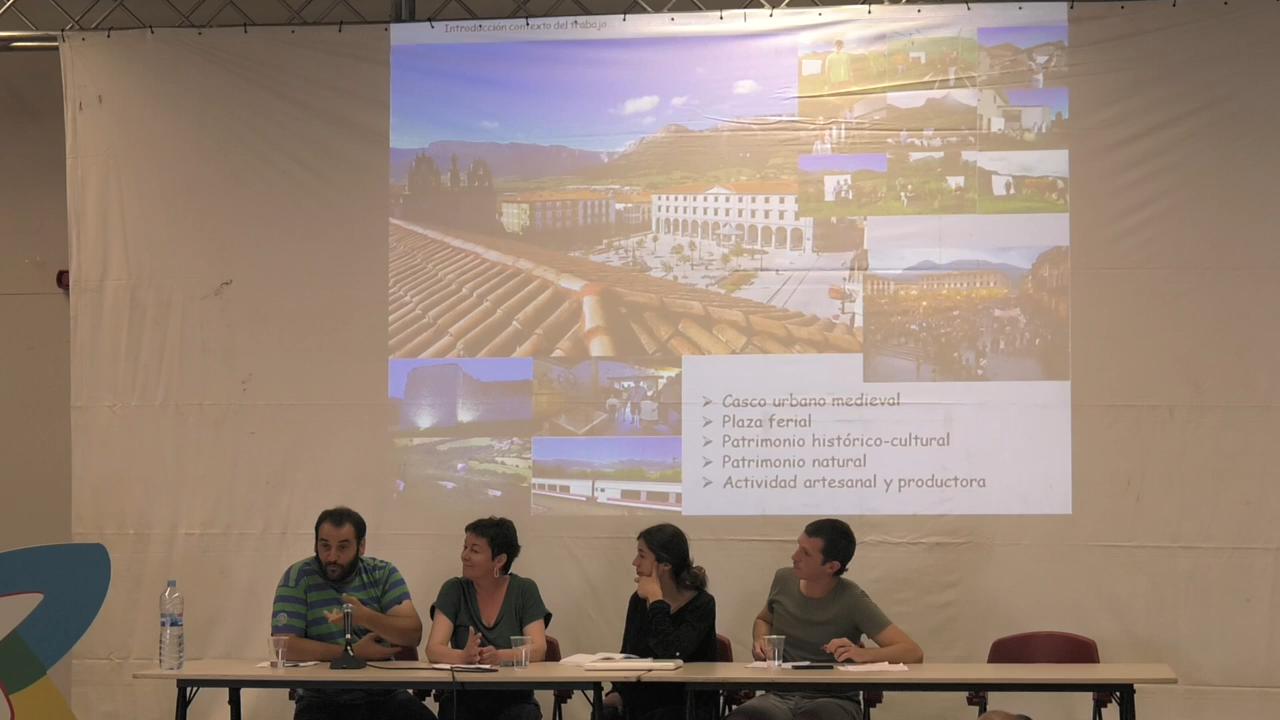 Introducción contexto del trabajo
➢ Casco urbano medieval
➢ Plaza ferial
➢ Patrimonio histórico-cultural
➢ Patrimonio natural
➢ Actividad artesanal y productora